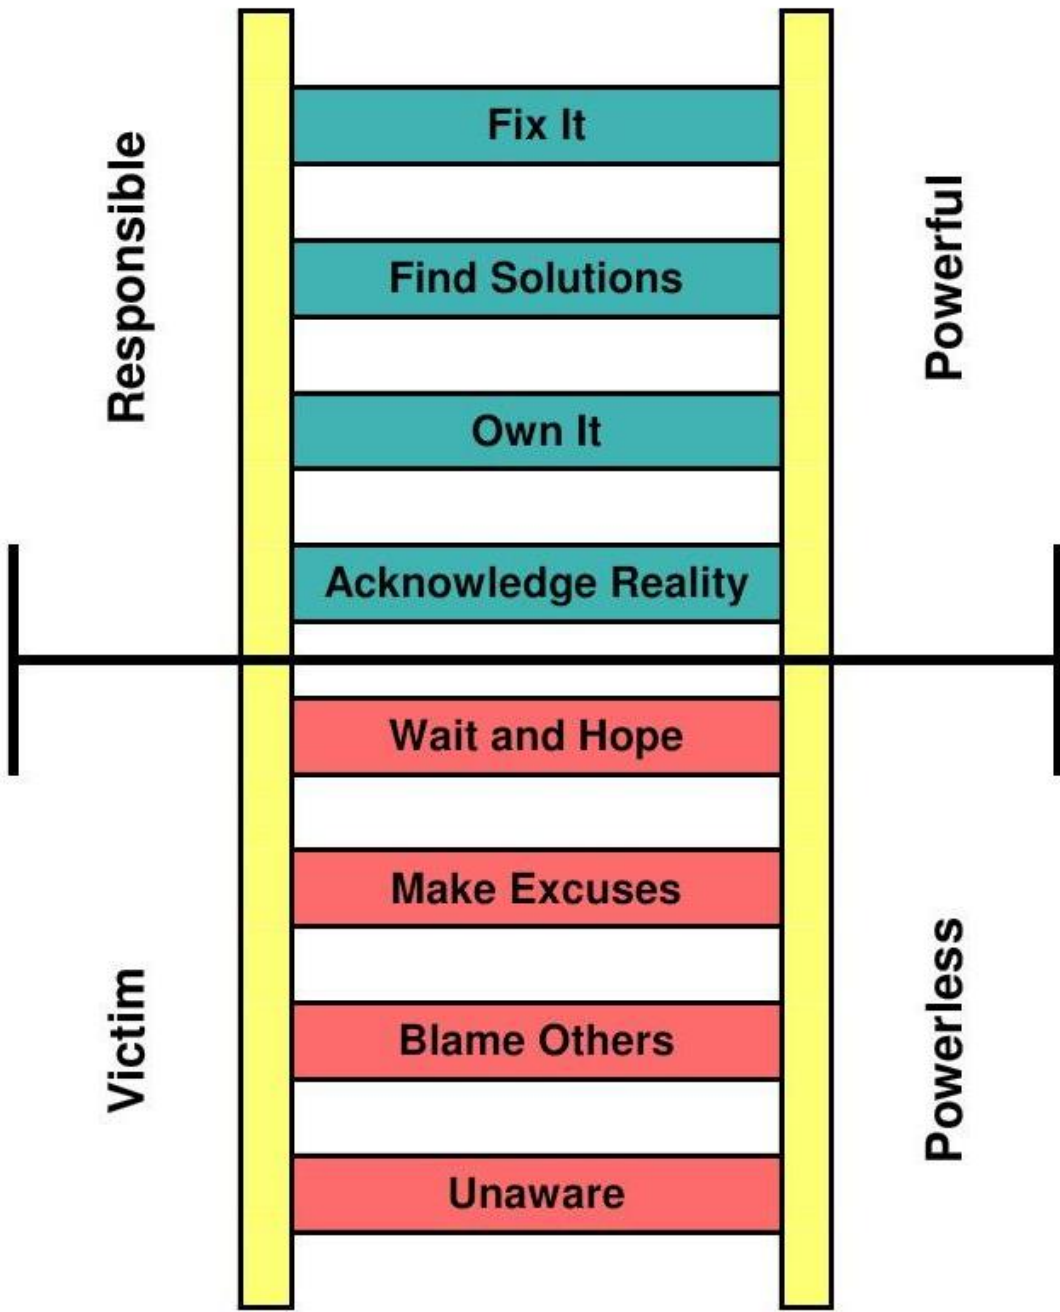 Responsible
Powerful
Fix It
Find Solutions
Own It
Acknowledge Reality
Wait and Hope
Make Excuses
Blame Others
Unaware
Victim
Powerless